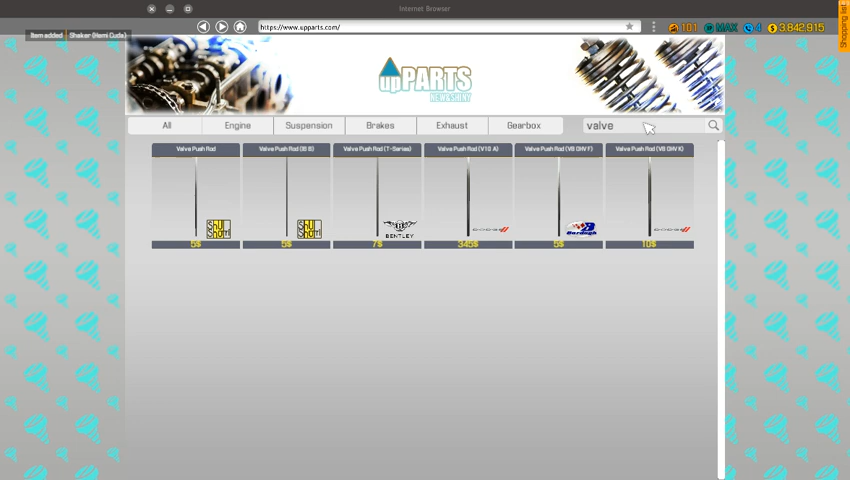 Internet Browser
https://www.upparts.com/
101 MAX 4 3,842,915
Shopping list
Item added Shaker (Hemi Cuda)
upPARTS
NEW&SHINY
All Engine Suspension Brakes Exhaust Gearbox valve
Valve Push Rod Valve Push Rod (I6 B) Valve Push Rod (T-Series) Valve Push Rod (V10 A) Valve Push Rod (V8 OHV F) Valve Push Rod (V8 OHV K)
BENTLEY
5$ 5$ 7$ 345$ 5$ 10$